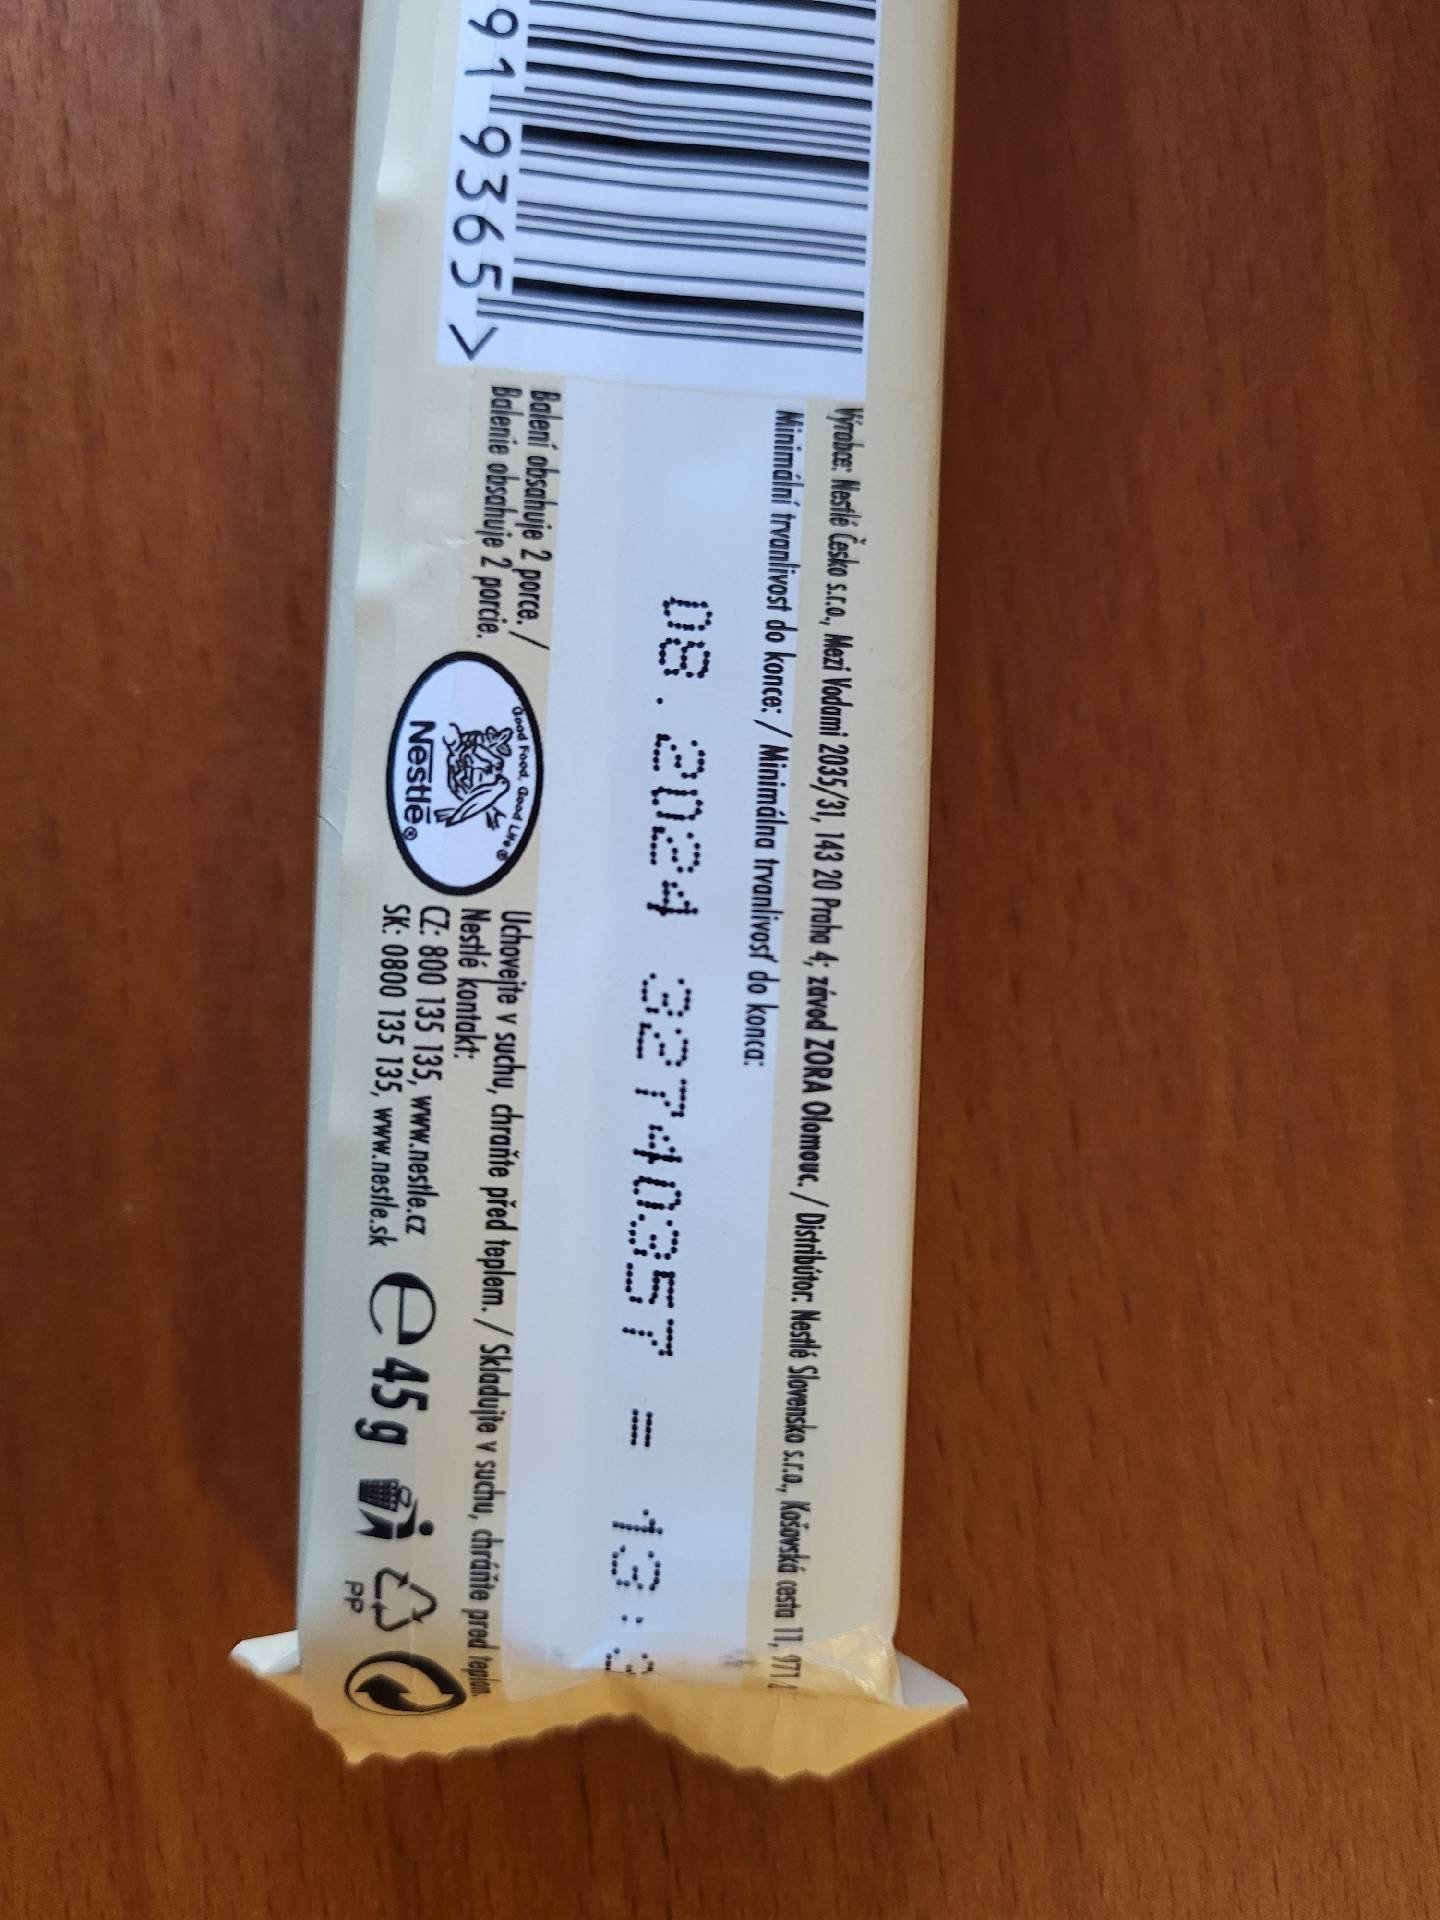 91 9365 >
Výrobce: Nestlé Česko s.r.o., Mezi Vodami 2035/31, 143 20 Praha 4; závod ZORA Olomouc. / Distribútor: Nestlé Slovensko s.r.o., Košovská cesta 11, 971
Minimální trvanlivost do konce: / Minimálna trvanlivosť do konca:
08.2024 32740357 = 13:
Balení obsahuje 2 porce. /
Balenie obsahuje 2 porcie.
Good Food, Good Life®
Nestlé®
Uchovejte v suchu, chraňte před teplem. / Skladujte v suchu, chráňte pred teplom.
Nestlé kontakt:
CZ: 800 135 135, www.nestle.cz
SK: 0800 135 135, www.nestle.sk
℮ 45 g
PP